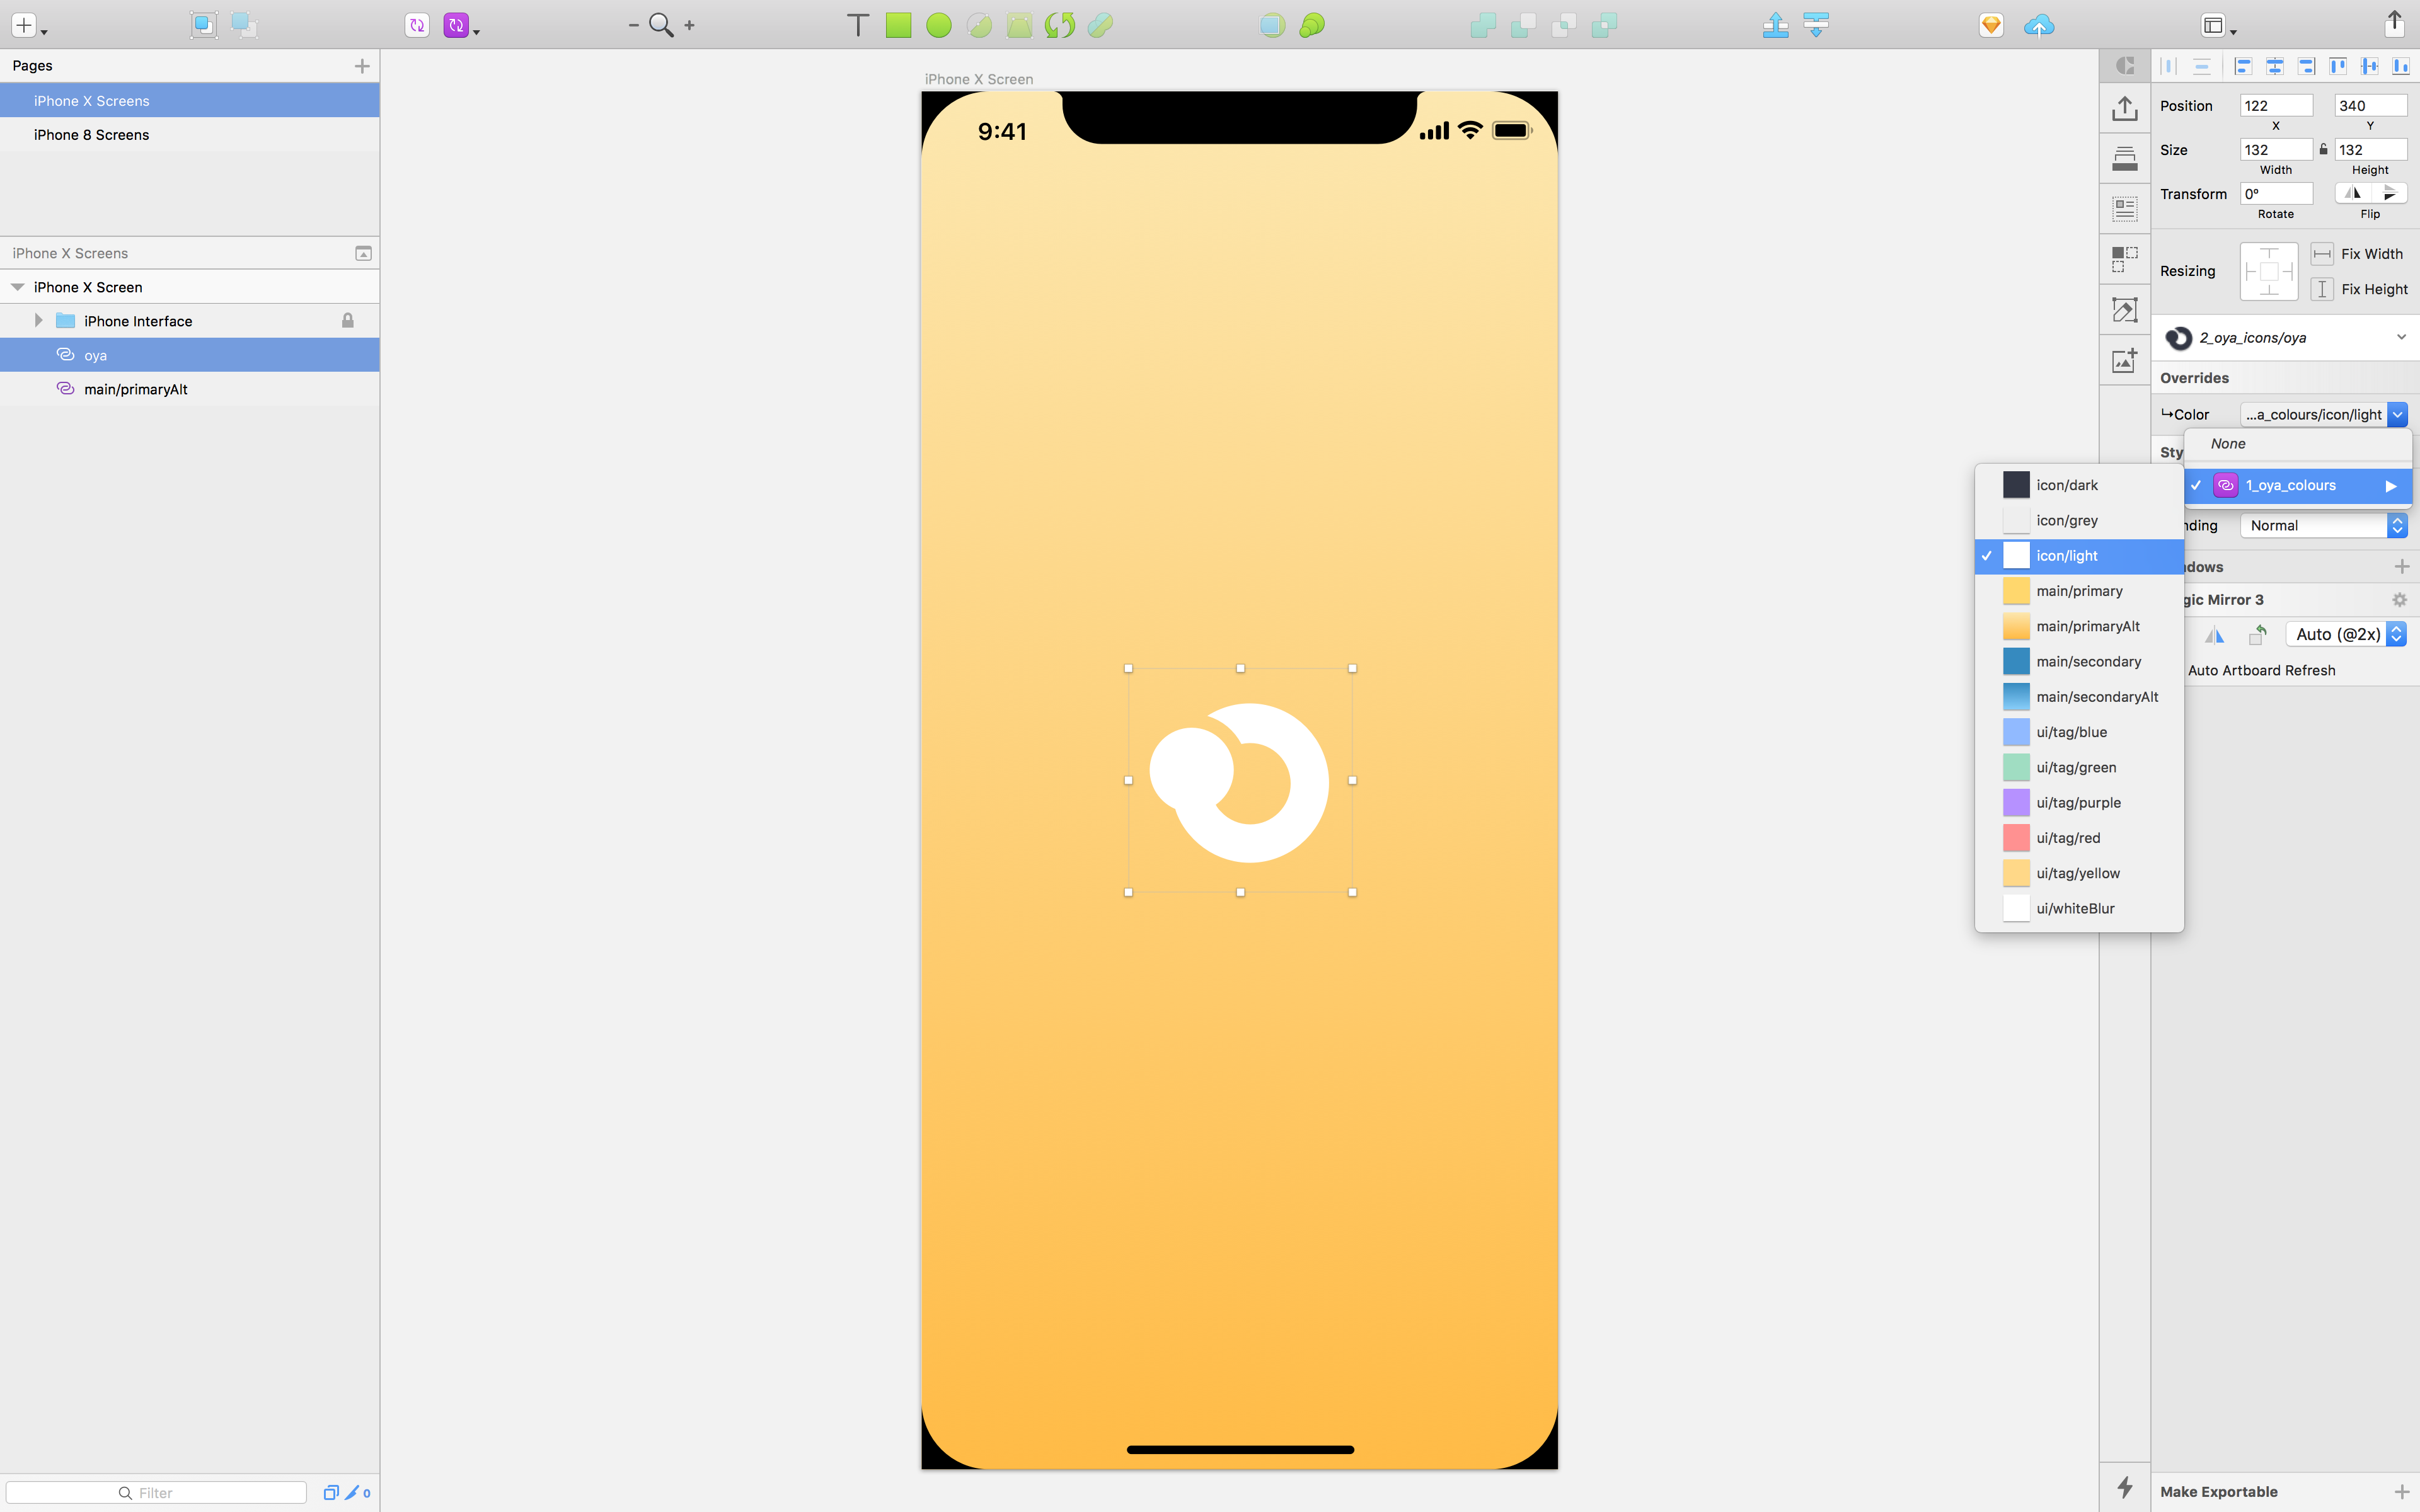 Pages
iPhone X Screens
iPhone 8 Screens
iPhone X Screens
iPhone X Screen
iPhone Interface
oya
main/primaryAlt
Filter
0
iPhone X Screen
9:41
Position
122
340
X
Y
Size
132
132
Width
Height
Transform
0°
Rotate
Flip
Resizing
Fix Width
Fix Height
2_oya_icons/oya
Overrides
↳Color
...a_colours/icon/light
None
Sty
1_oya_colours
nding
Normal
dows
gic Mirror 3
Auto (@2x)
Auto Artboard Refresh
icon/dark
icon/grey
icon/light
main/primary
main/primaryAlt
main/secondary
main/secondaryAlt
ui/tag/blue
ui/tag/green
ui/tag/purple
ui/tag/red
ui/tag/yellow
ui/whiteBlur
Make Exportable